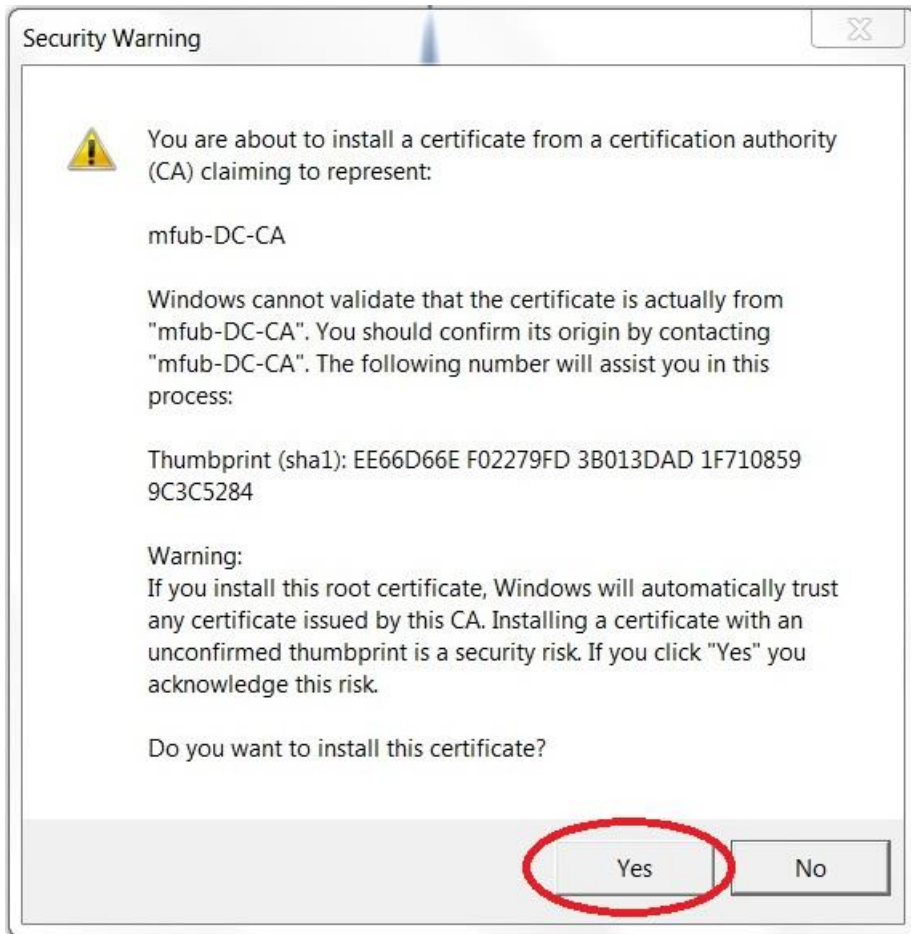 Security Warning
You are about to install a certificate from a certification authority
(CA) claiming to represent:
mfub-DC-CA
Windows cannot validate that the certificate is actually from
"mfub-DC-CA". You should confirm its origin by contacting
"mfub-DC-CA". The following number will assist you in this
process:
Thumbprint (sha1): EE66D66E F02279FD 3B013DAD 1F710859
9C3C5284
Warning:
If you install this root certificate, Windows will automatically trust
any certificate issued by this CA. Installing a certificate with an
unconfirmed thumbprint is a security risk. If you click "Yes" you
acknowledge this risk.
Do you want to install this certificate?
Yes No